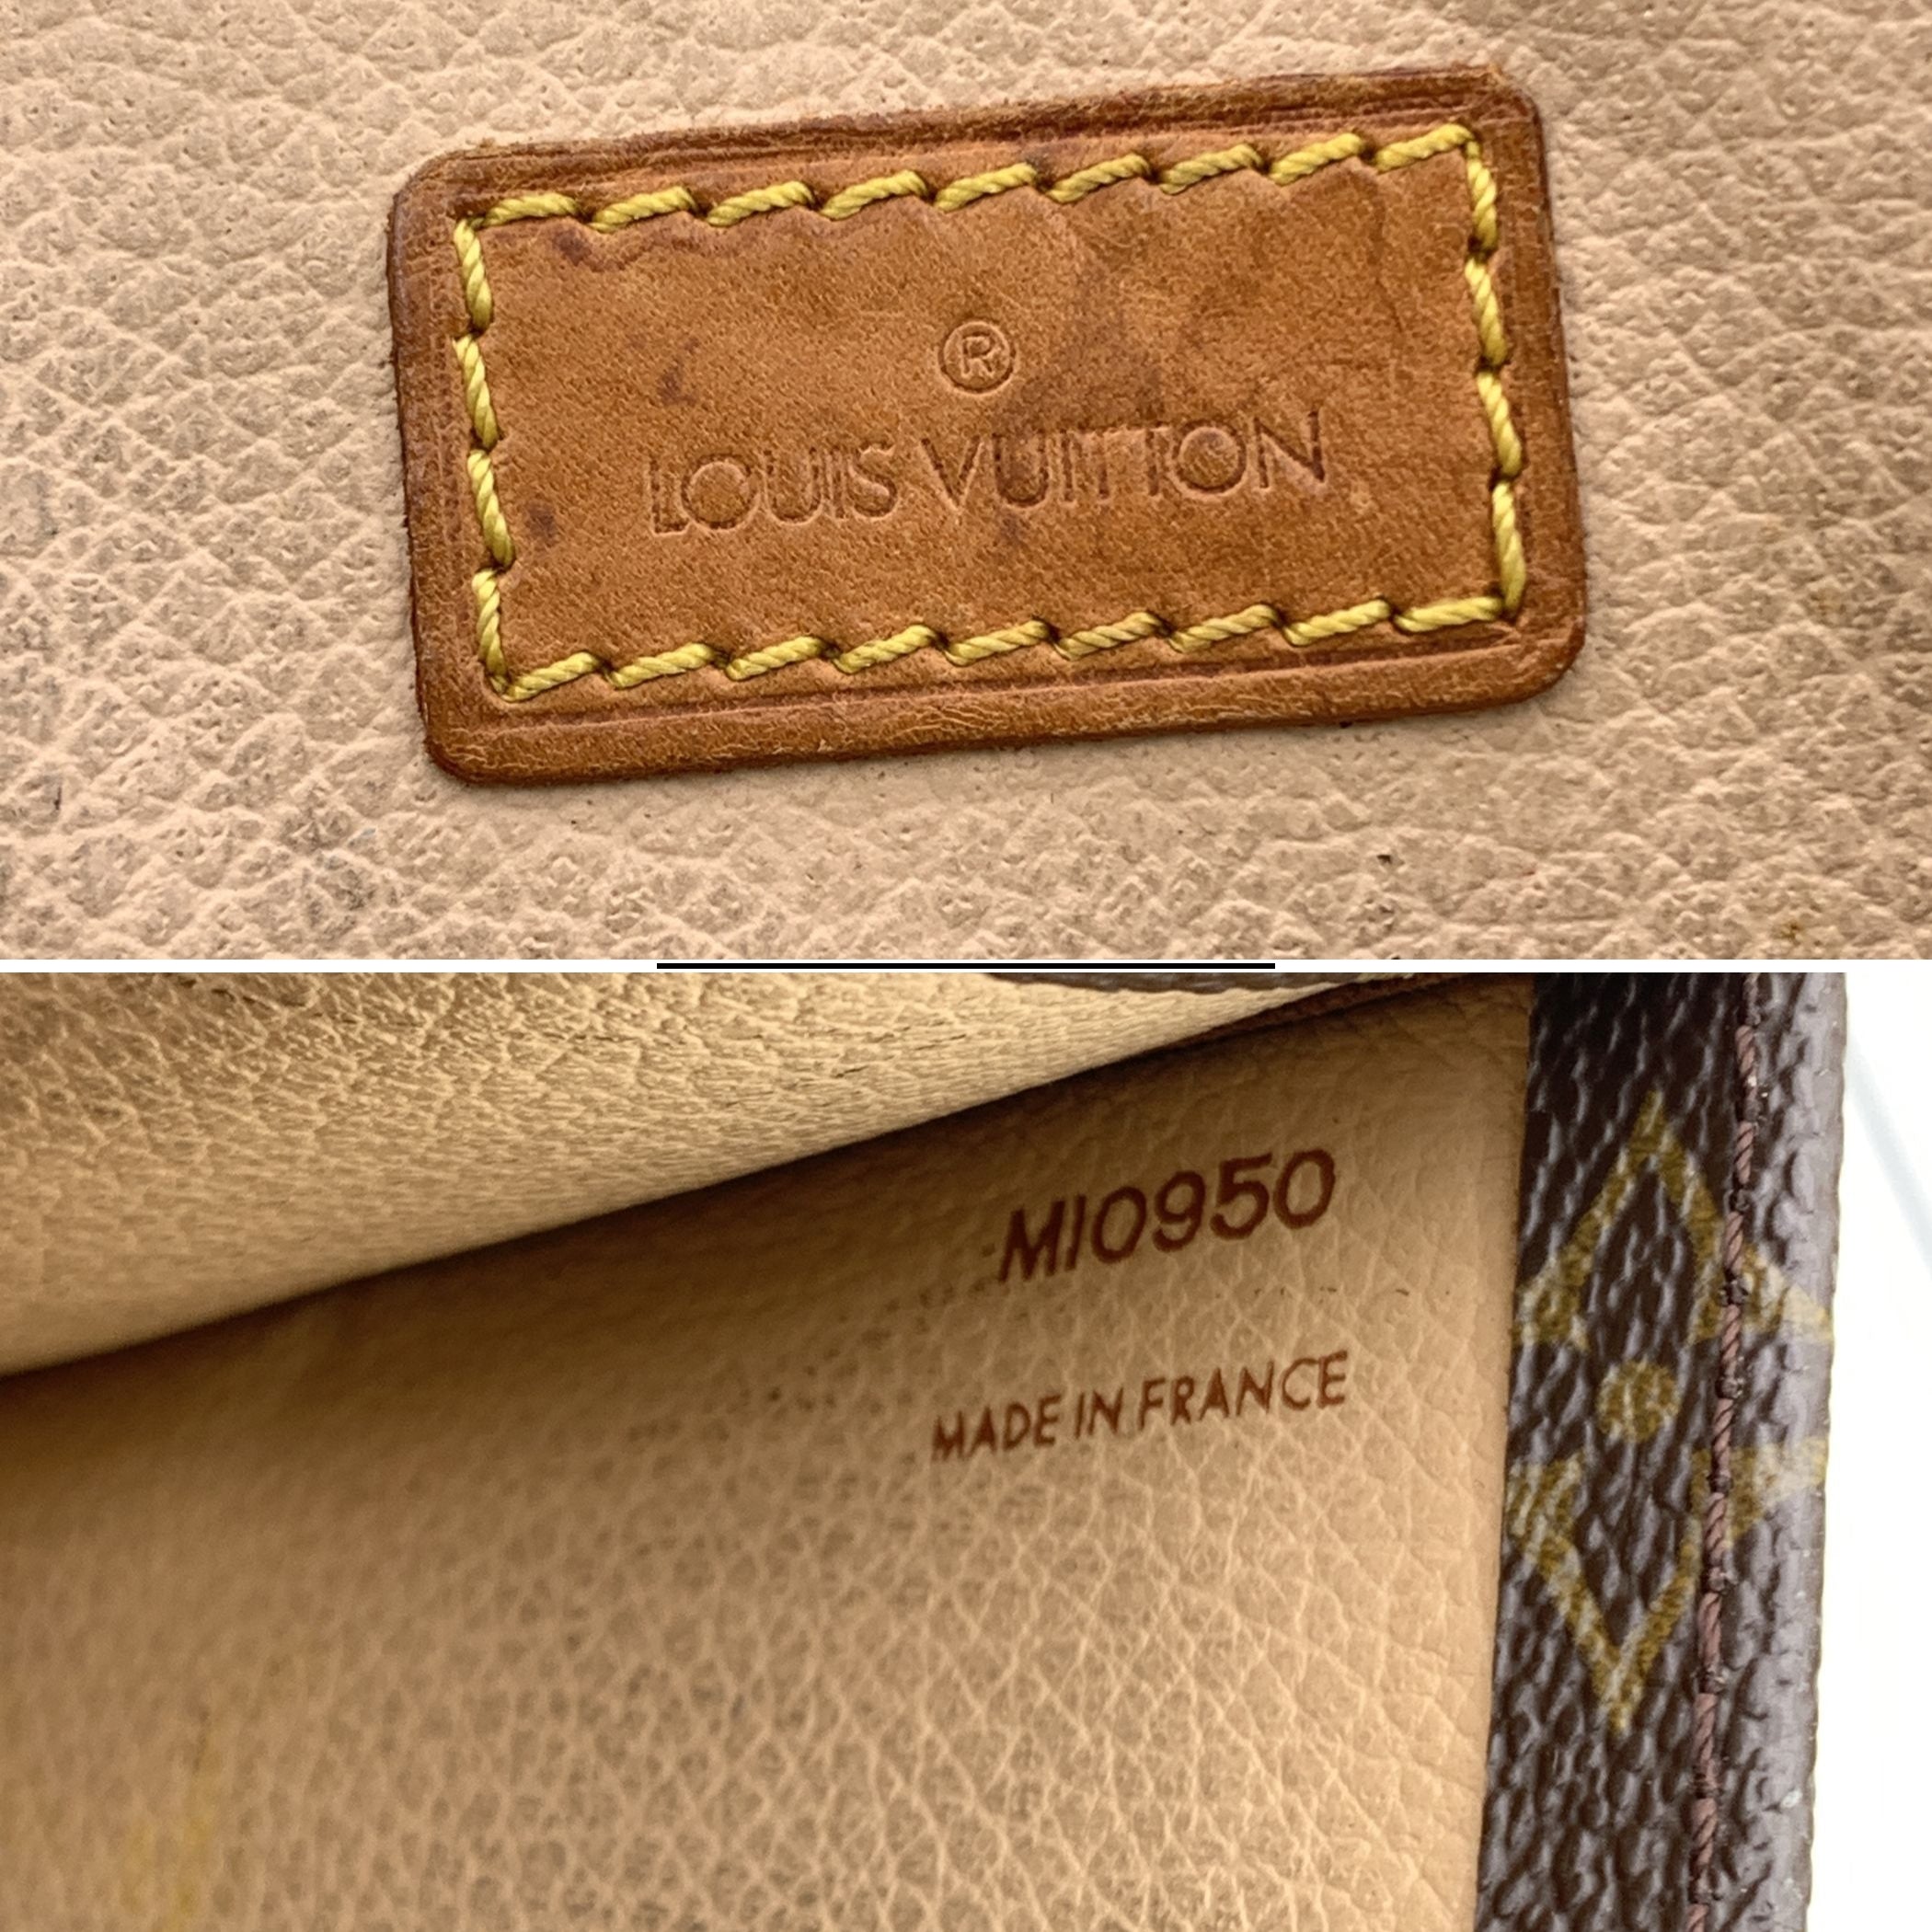 ®
LOUIS VUITTON
MI0950
MADE IN FRANCE